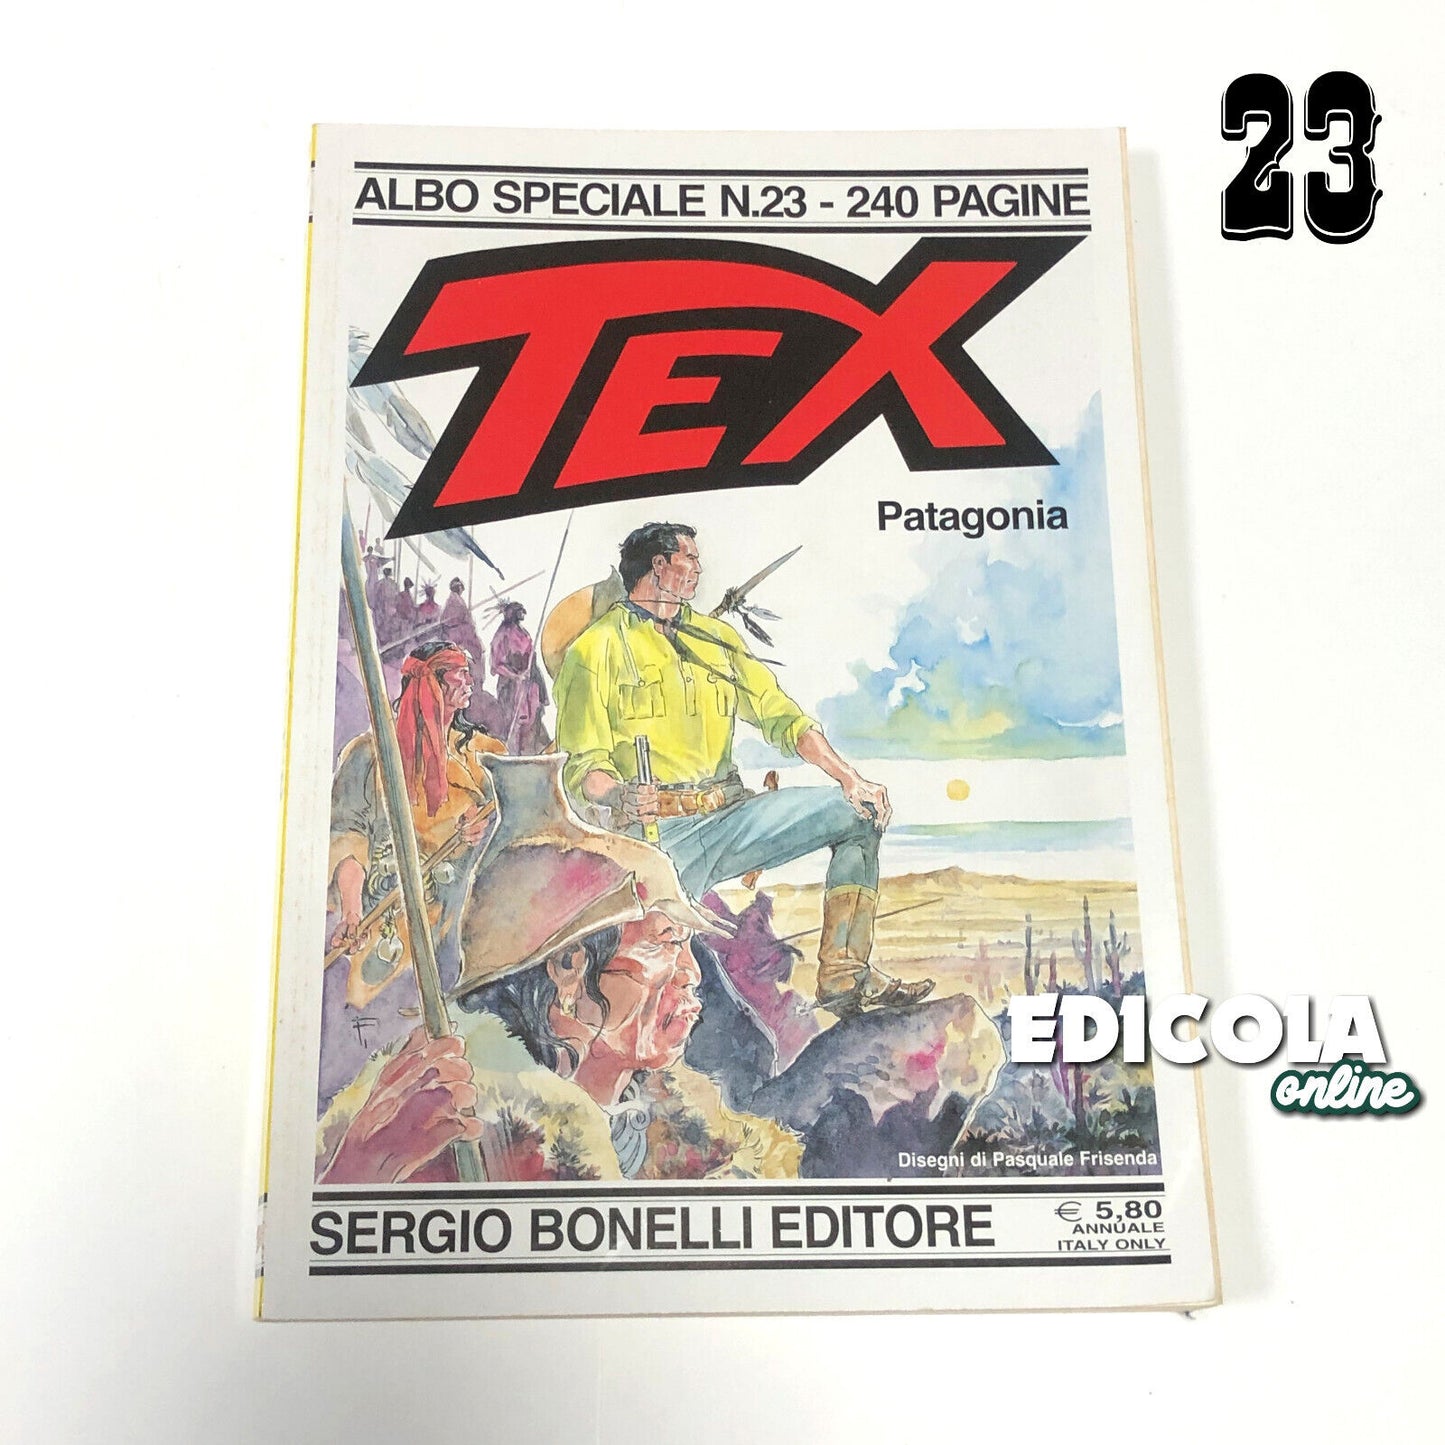 23
ALBO SPECIALE N.23 - 240 PAGINE
TEX
Patagonia
EDICOLA
online
Disegni di Pasquale Frisenda
SERGIO BONELLI EDITORE
€ 5,80
ANNUALE
ITALY ONLY